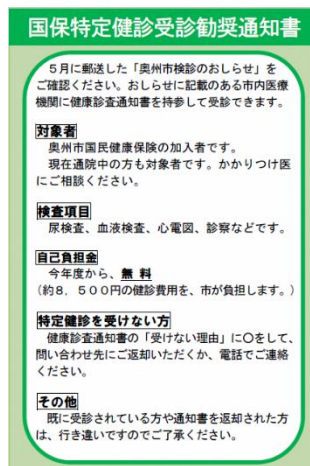 国保特定健診受診勧奨通知書
5月に郵送した「奥州市検診のおしらせ」を
ご確認ください。おしらせに記載のある市内医療
機関に健康診査通知書を持参して受診できます。
対象者
奥州市国民健康保険の加入者です。
現在通院中の方も対象者です。かかりつけ医
にご相談ください。
検査項目
尿検査、血液検査、心電図、診察などです。
自己負担金
今年度から、無 料
(約8，500円の健診費用を、市が負担します。)
特定健診を受けない方
健康診査通知書の「受けない理由」に○をして、
問い合わせ先にご返却いただくか、電話でご連絡
ください。
その他
既に受診されている方や通知書を返却された方
は、行き違いですのでご了承ください。